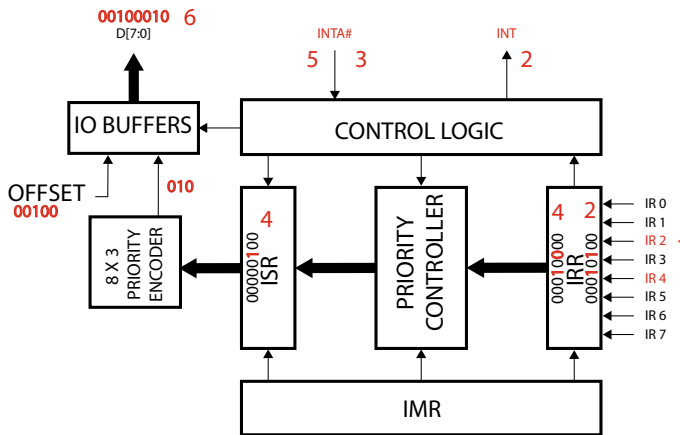 00100010 6
D[7:0]
INTA#
5 3
INT
2
IO BUFFERS
CONTROL LOGIC
OFFSET
00100
010
8 X 3
PRIORITY
ENCODER
4
00000100
ISR
PRIORITY
CONTROLLER
4 2
00010000
00010100
IRR
IR 0
IR 1
IR 2
IR 3
IR 4
IR 5
IR 6
IR 7
IMR